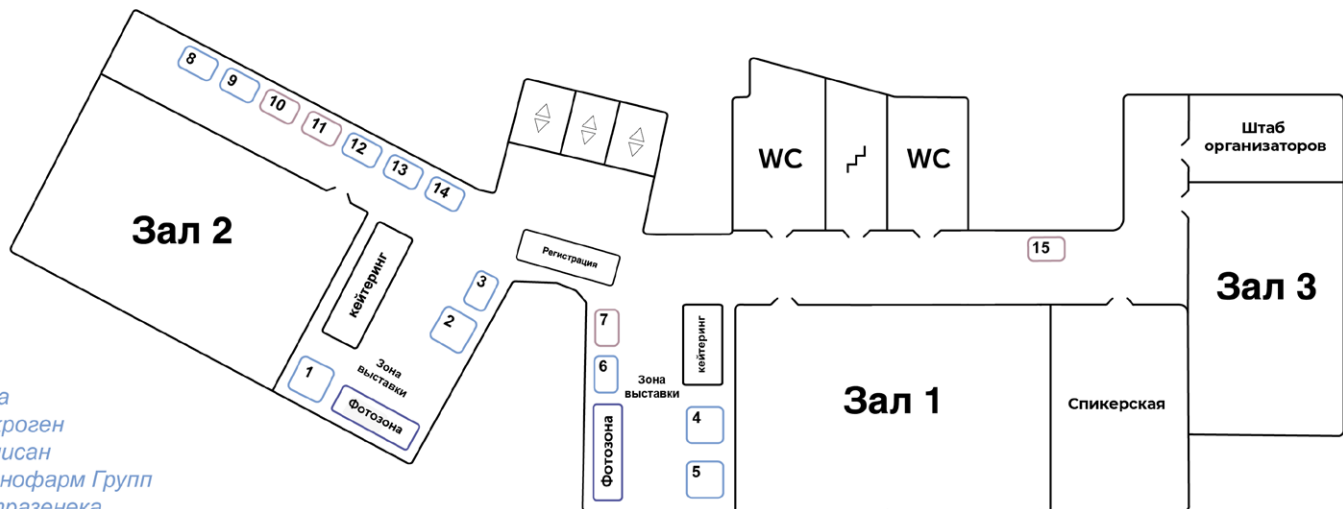 8
9
10
11
12
13
14
Зал 2
кейтеринг
3
2
1
Зона
выставки
Фотозона
Регистрация
7
6
Зона
выставки
Фотозона
кейтеринг
4
5
WC
WC
15
Зал 1
Спикерская
Штаб
организаторов
Зал 3
Групп